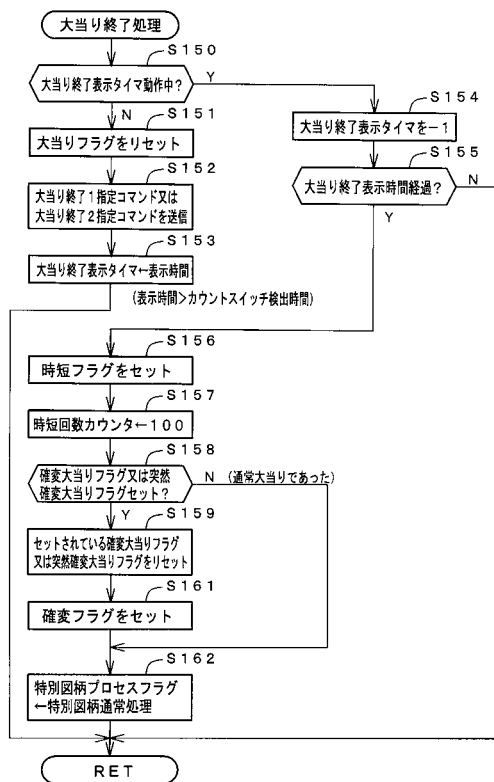 大当り終了処理
S150
大当り終了表示タイマ動作中?
Y
N
S151
大当りフラグをリセット
S152
大当り終了1指定コマンド又は
大当り終了2指定コマンドを送信
S153
大当り終了表示タイマ←表示時間
(表示時間>カウントスイッチ検出時間)
S154
大当り終了表示タイマを−1
S155
大当り終了表示時間経過?
N
Y
S156
時短フラグをセット
S157
時短回数カウンタ←100
S158
確変大当りフラグ又は突然
確変大当りフラグセット?
N (通常大当りであった)
Y
S159
セットされている確変大当りフラグ
又は突然確変大当りフラグをリセット
S161
確変フラグをセット
S162
特別図柄プロセスフラグ
←特別図柄通常処理
RET